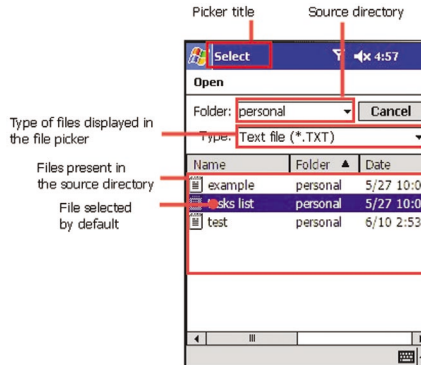 Picker title
Source directory
Select 4:57
Open
Folder: personal Cancel
Type of files displayed in
the file picker
Type: Text file (*.TXT)
Name Folder ▲ Date
Files present in
the source directory
example personal 5/27 10:0
File selected
by default
sks list personal 5/27 10:0
test personal 6/10 2:53